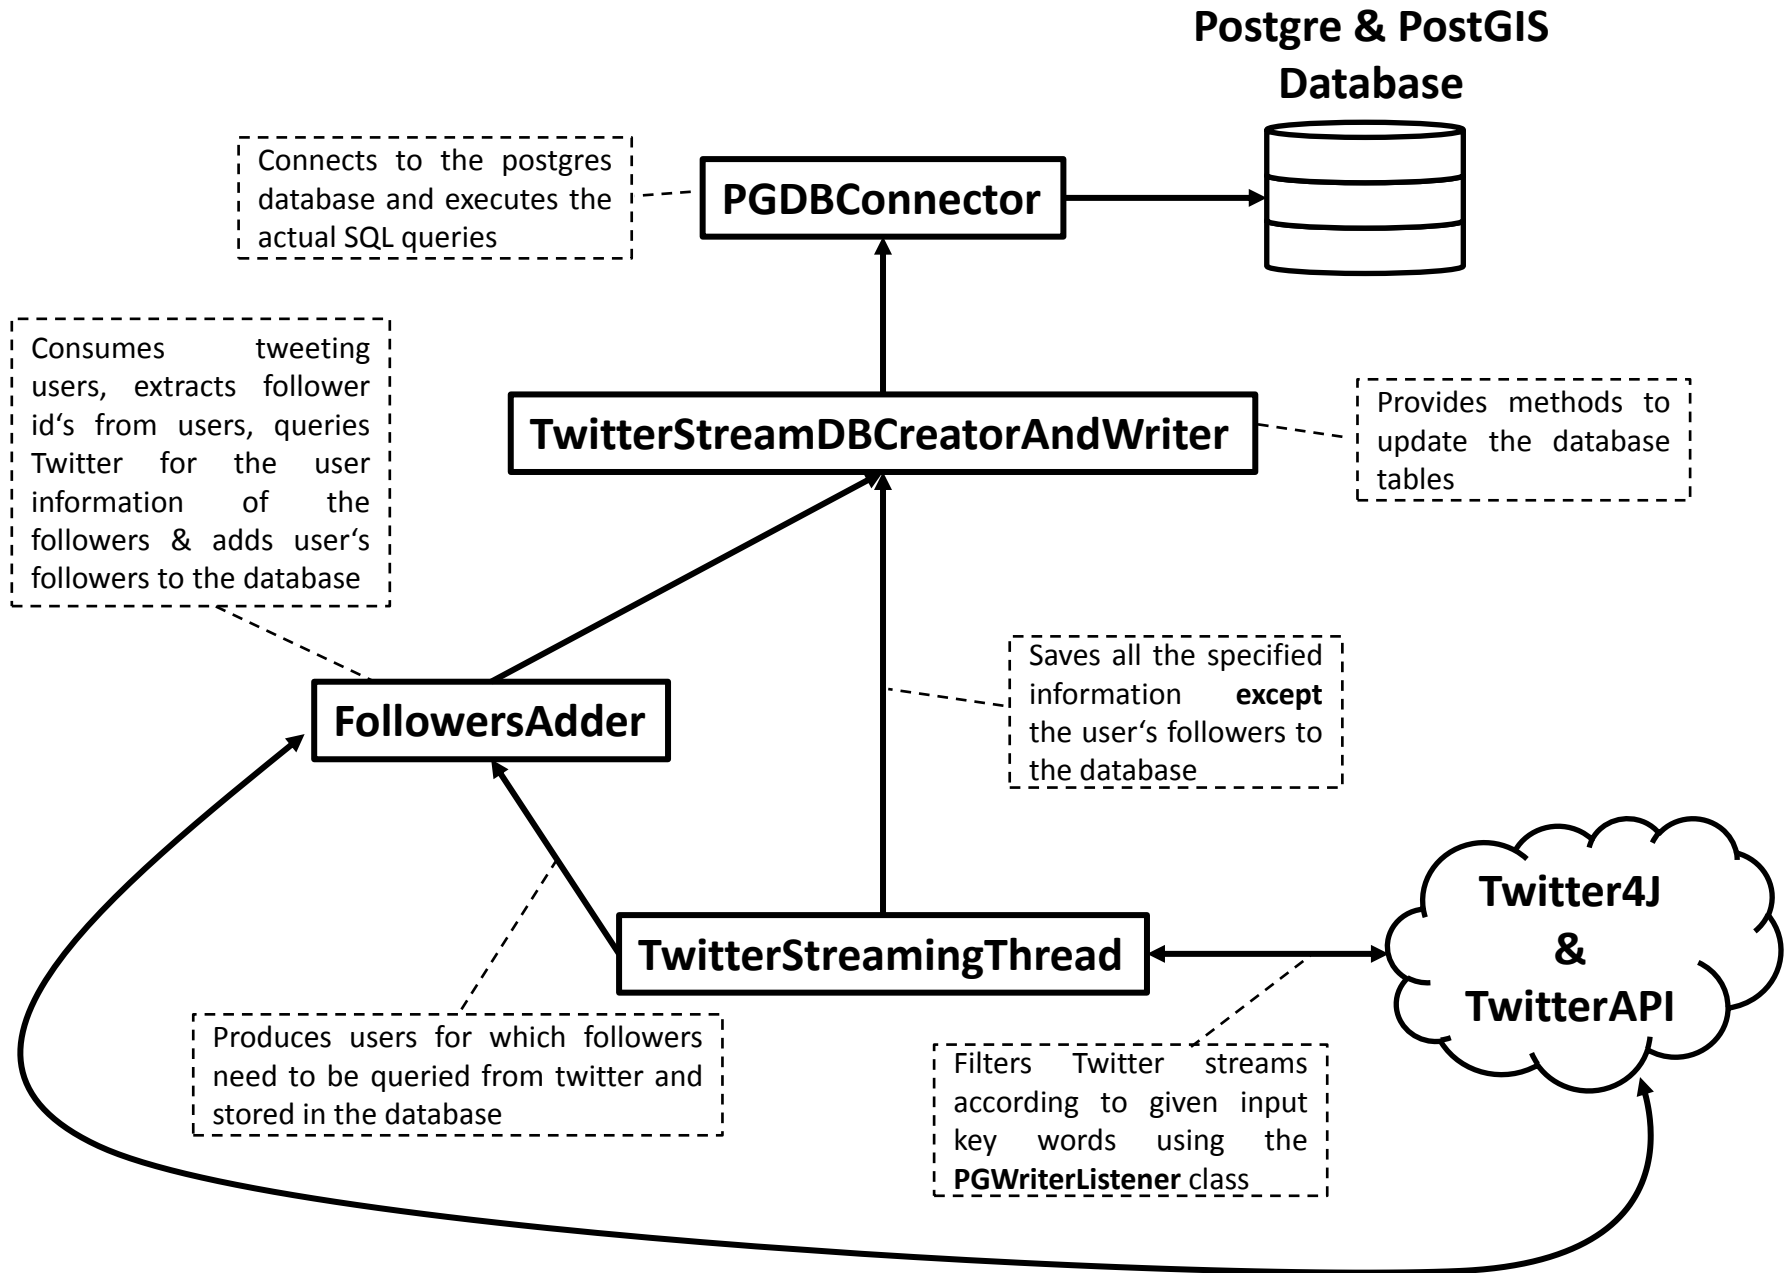 Postgre & PostGIS
Database
Connects to the postgres
database and executes the
actual SQL queries
PGDBConnector
Consumes tweeting
users, extracts follower
id‘s from users, queries
Twitter for the user
information of the
followers & adds user‘s
followers to the database
TwitterStreamDBCreatorAndWriter
Provides methods to
update the database
tables
Saves all the specified
information except
the user‘s followers to
the database
FollowersAdder
Twitter4J
&
TwitterAPI
TwitterStreamingThread
Produces users for which followers
need to be queried from twitter and
stored in the database
Filters Twitter streams
according to given input
key words using the
PGWriterListener class